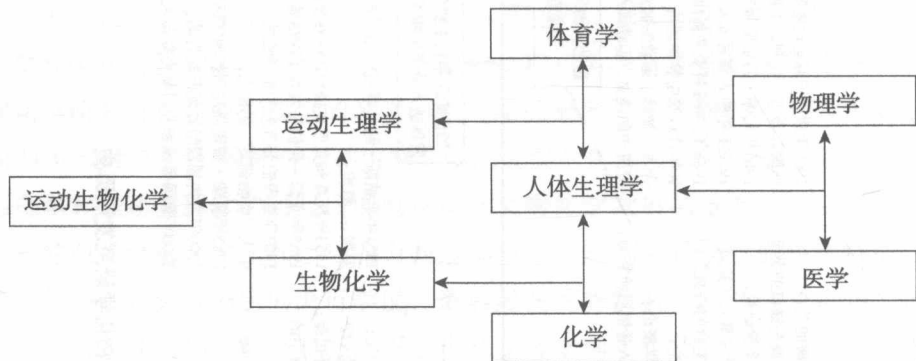 体育学
物理学
运动生理学
人体生理学
运动生物化学
生物化学
医学
化学